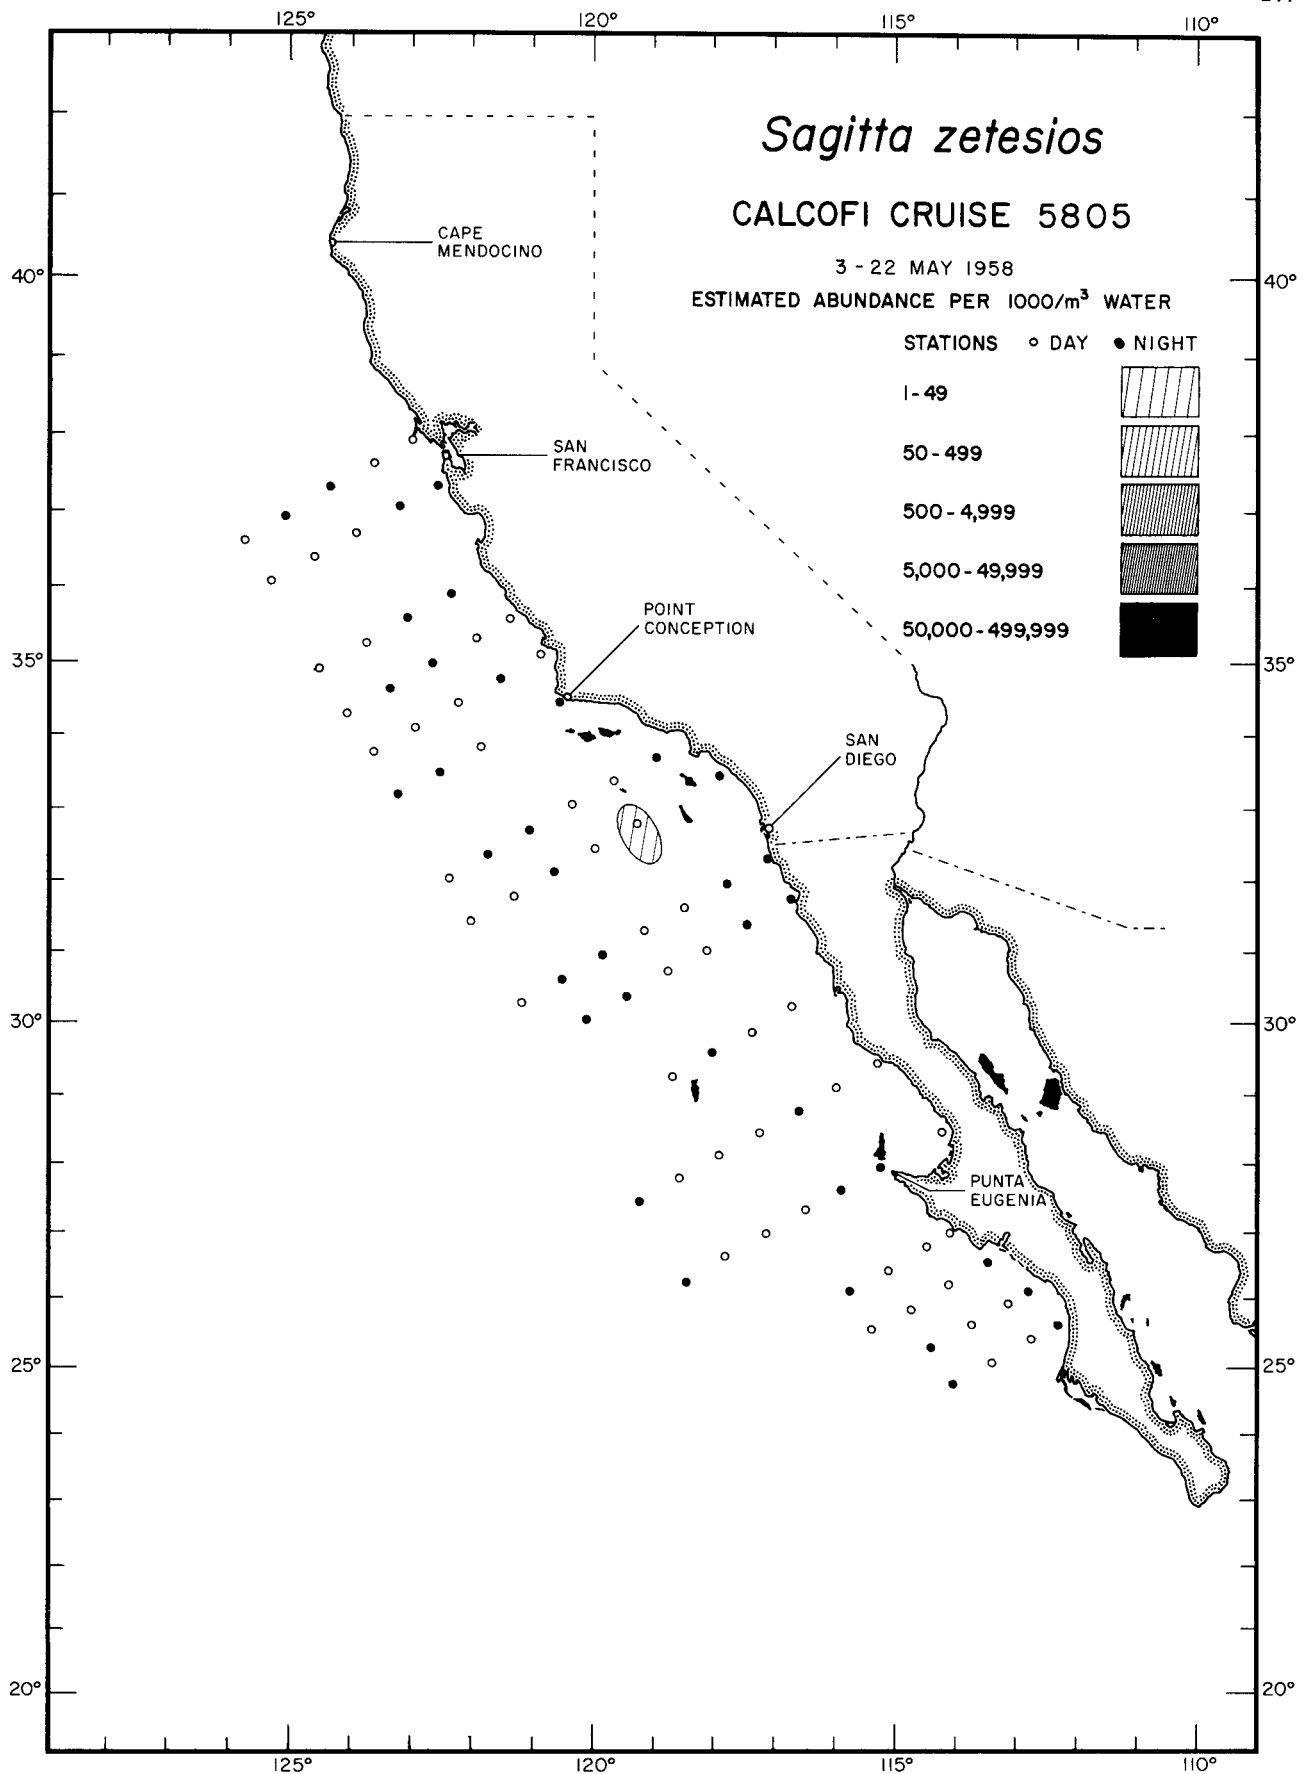 125° 120° 115° 110°
Sagitta zetesios
CALCOFI CRUISE 5805
3-22 MAY 1958
ESTIMATED ABUNDANCE PER 1000/m³ WATER
STATIONS ○ DAY ● NIGHT
1-49
50-499
500-4,999
5,000-49,999
50,000-499,999
CAPE
MENDOCINO
40° 40°
SAN
FRANCISCO
POINT
CONCEPTION
35° 35°
SAN
DIEGO
30° 30°
PUNTA
EUGENIA
25° 25°
20° 20°
125° 120° 115° 110°